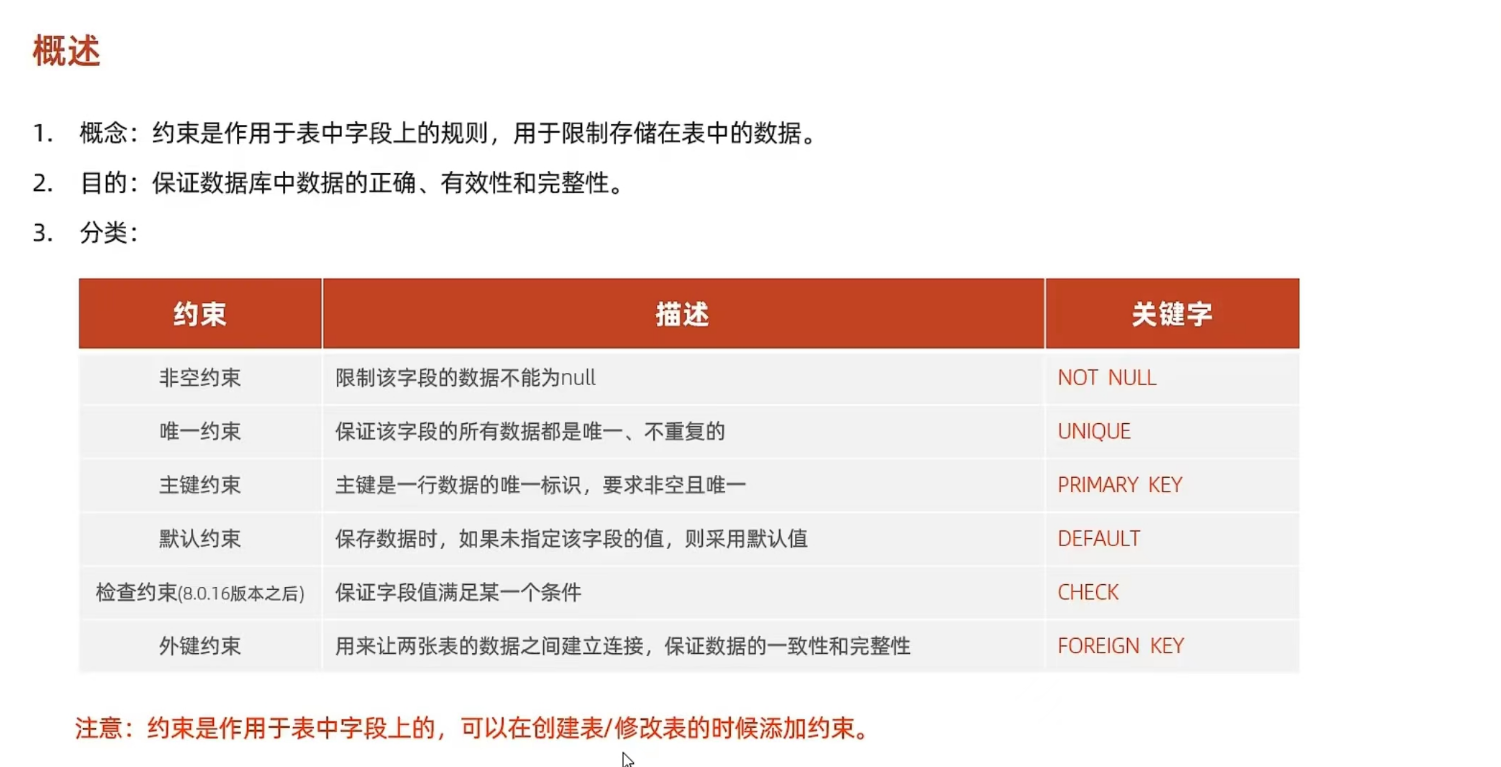 概述
1. 概念：约束是作用于表中字段上的规则，用于限制存储在表中的数据。
2. 目的：保证数据库中数据的正确、有效性和完整性。
3. 分类：
约束 描述 关键字
非空约束 限制该字段的数据不能为null NOT NULL
唯一约束 保证该字段的所有数据都是唯一、不重复的 UNIQUE
主键约束 主键是一行数据的唯一标识，要求非空且唯一 PRIMARY KEY
默认约束 保存数据时，如果未指定该字段的值，则采用默认值 DEFAULT
检查约束(8.0.16版本之后) 保证字段值满足某一个条件 CHECK
外键约束 用来让两张表的数据之间建立连接，保证数据的一致性和完整性 FOREIGN KEY
注意：约束是作用于表中字段上的，可以在创建表/修改表的时候添加约束。